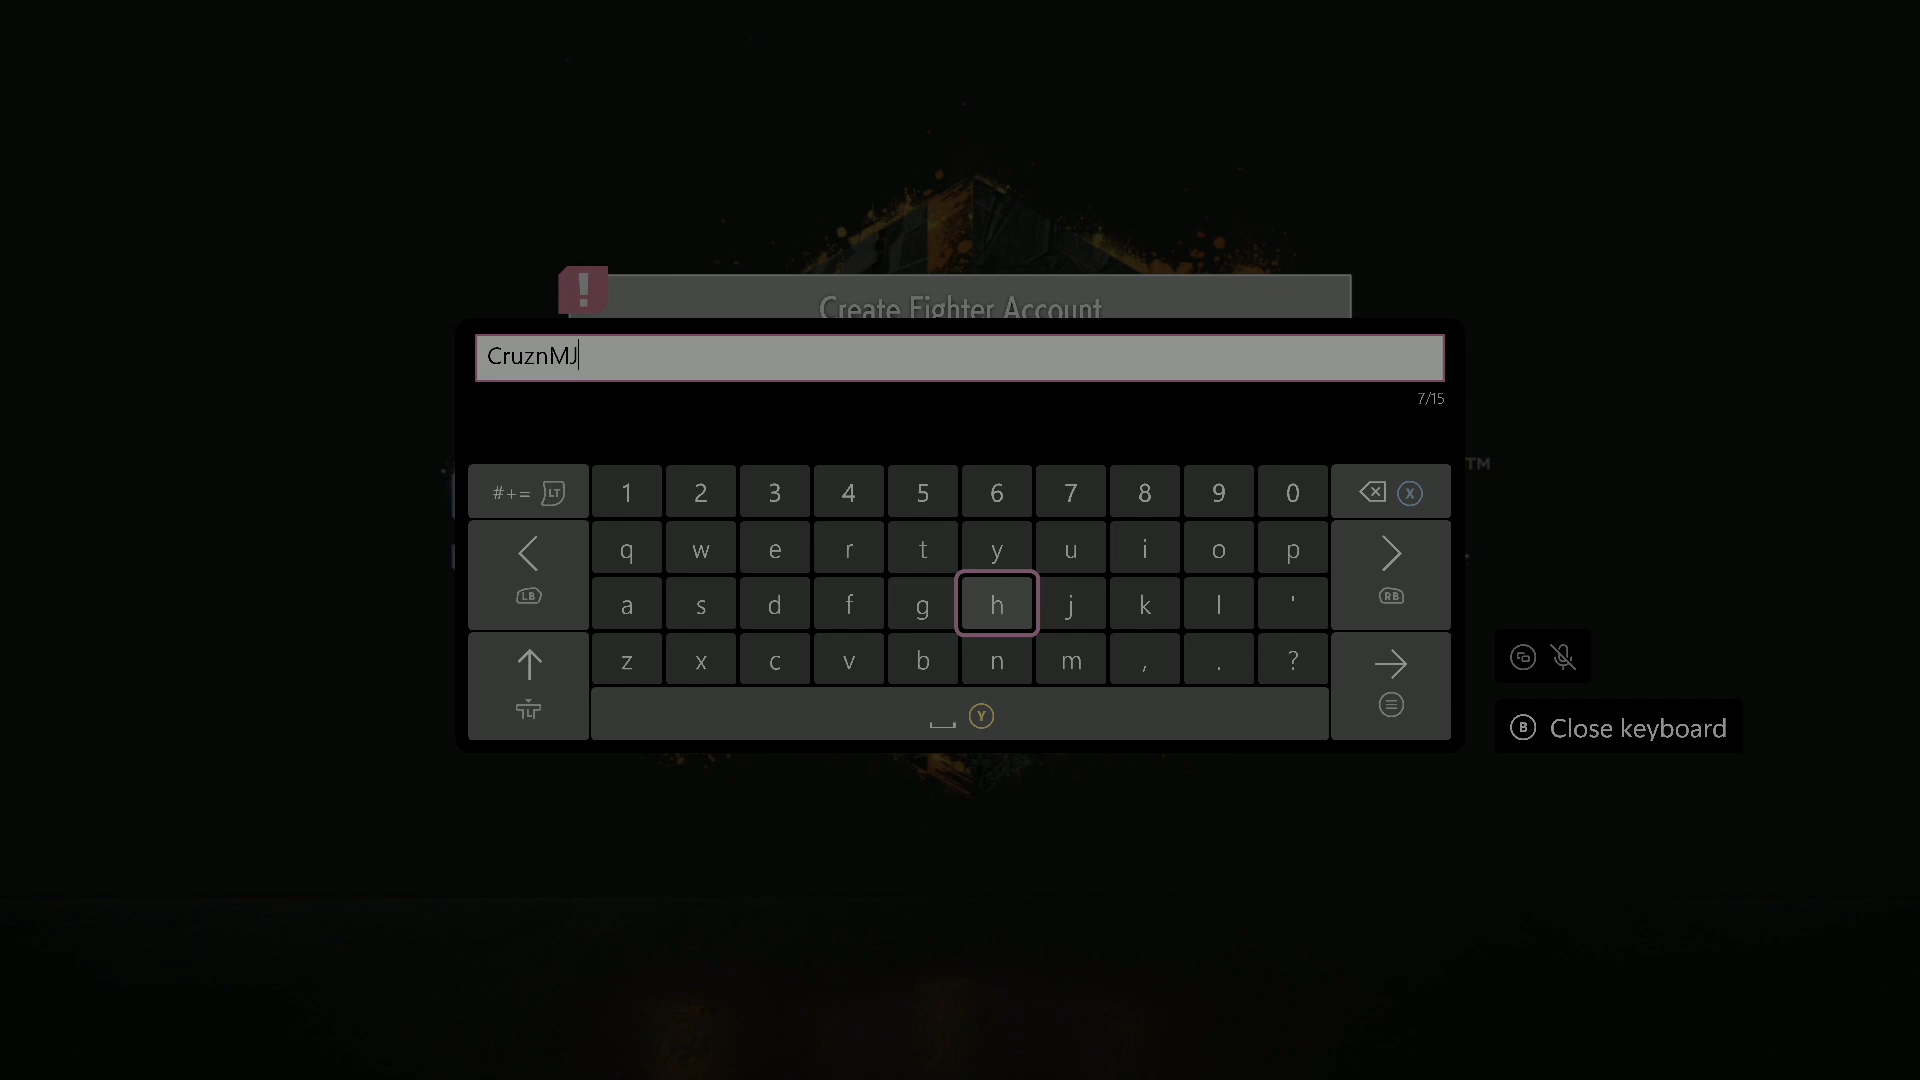 Create Fighter Account
CruznMJ
7/15
TM
#+= LT 1 2 3 4 5 6 7 8 9 0 X
q w e r t y u i o p
LB a s d f g h j k l ' RB
z x c v b n m , . ?
Y
B Close keyboard